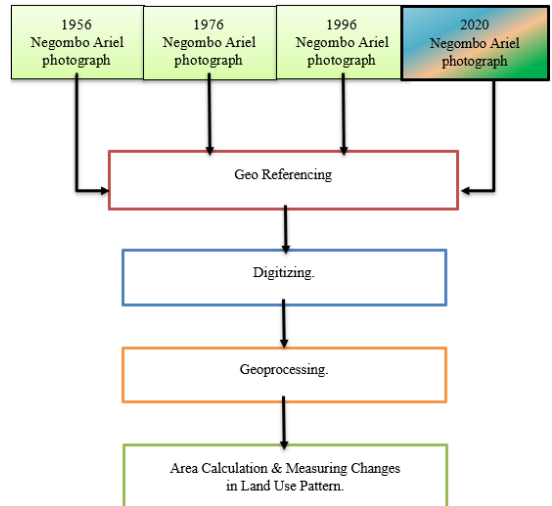 1956
Negombo Ariel
photograph
1976
Negombo Ariel
photograph
1996
Negombo Ariel
photograph
2020
Negombo Ariel
photograph
Geo Referencing
Digitizing.
Geoprocessing.
Area Calculation & Measuring Changes
in Land Use Pattern.